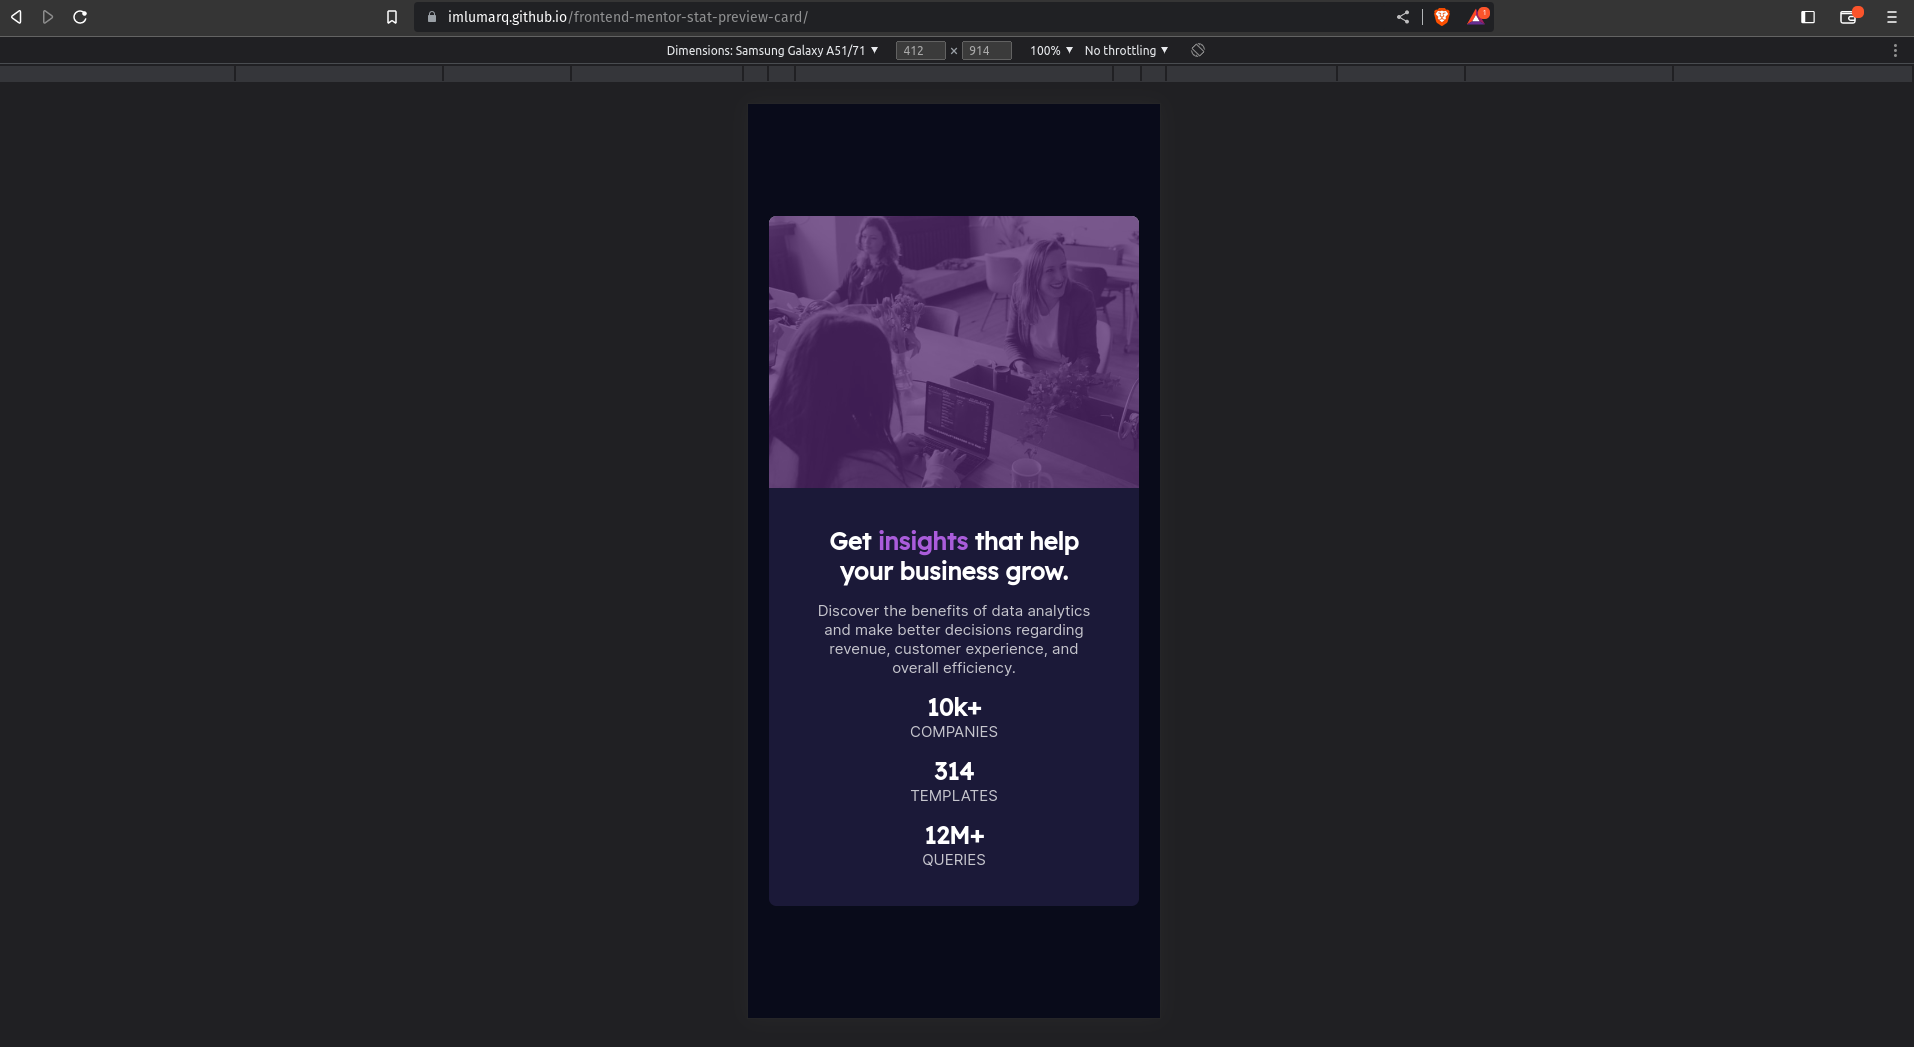 imlumarq.github.io/frontend-mentor-stat-preview-card/
1
Dimensions: Samsung Galaxy A51/71 ▼ 412 × 914 100% ▼ No throttling ▼
Get insights that help
your business grow.
Discover the benefits of data analytics
and make better decisions regarding
revenue, customer experience, and
overall efficiency.
10k+
COMPANIES
314
TEMPLATES
12M+
QUERIES